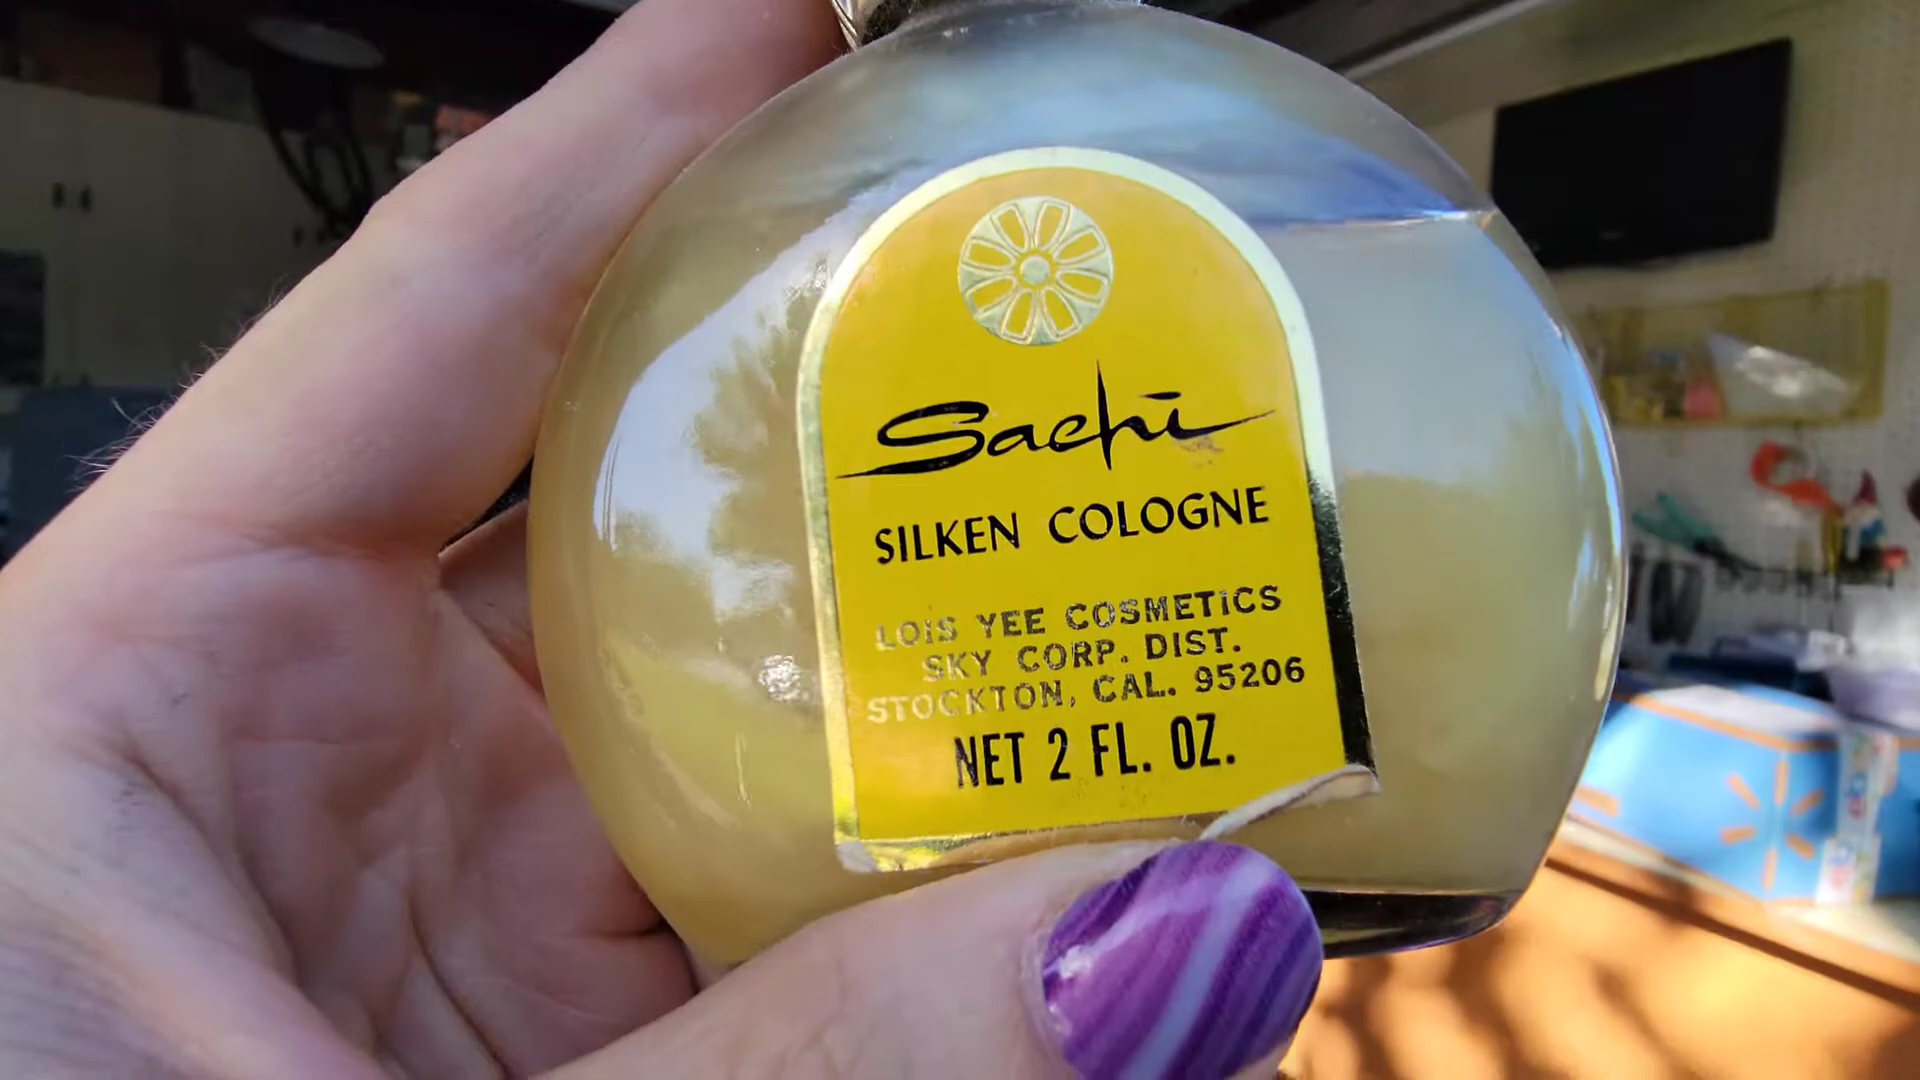 Sachi
SILKEN COLOGNE
LOIS YEE COSMETICS
SKY CORP. DIST.
STOCKTON, CAL. 95206
NET 2 FL. OZ.